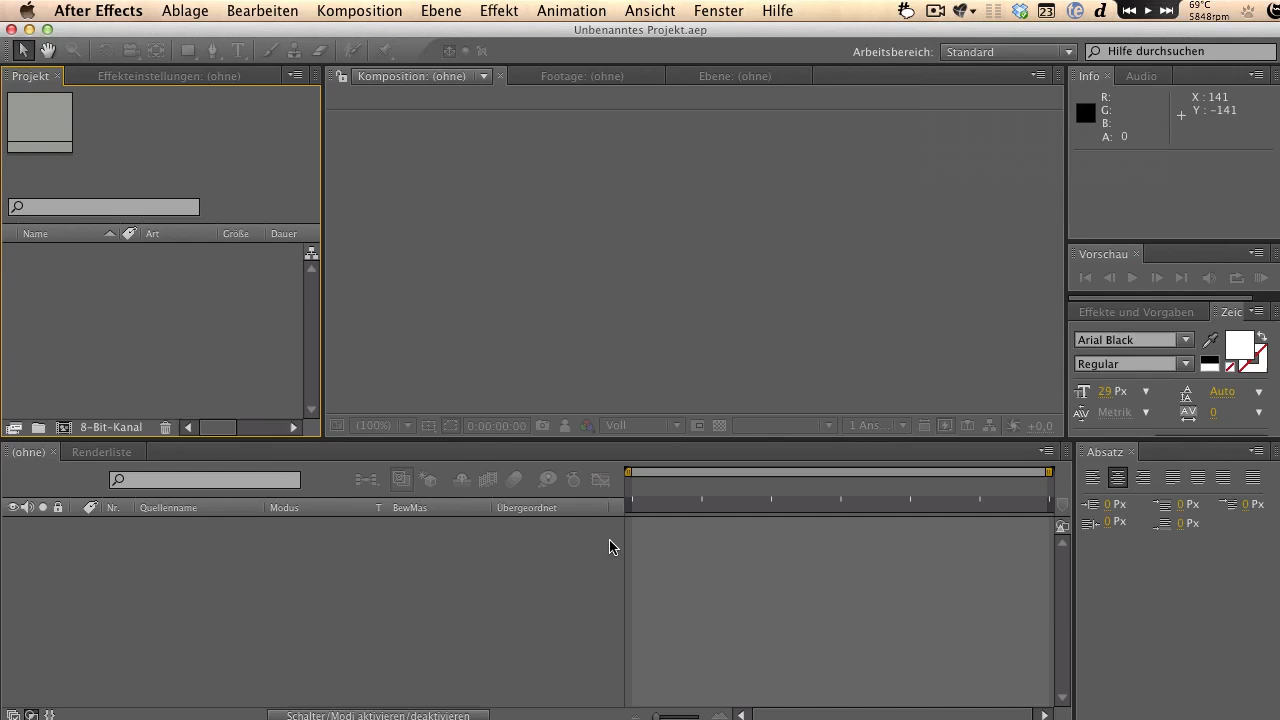 After Effects Ablage Bearbeiten Komposition Ebene Effekt Animation Ansicht Fenster Hilfe 23 69°C 5848rpm
Unbenanntes Projekt.aep
Arbeitsbereich: Standard Hilfe durchsuchen
Projekt Effekteinstellungen: (ohne) Komposition: (ohne) Footage: (ohne) Ebene: (ohne) Info Audio
R: X : 141
G: Y : -141
B:
A: 0
Name Art Größe Dauer
Vorschau
Effekte und Vorgaben Zeic
Arial Black
Regular
29 Px Auto
Metrik 0
8-Bit-Kanal (100%) 0:00:00:00 Voll 1 Ans... +0,0
(ohne) Renderliste Absatz
Nr. Quellenname Modus T BewMas Übergeordnet
0 Px 0 Px 0 Px
0 Px 0 Px
Schalter/Modi aktivieren/deaktivieren